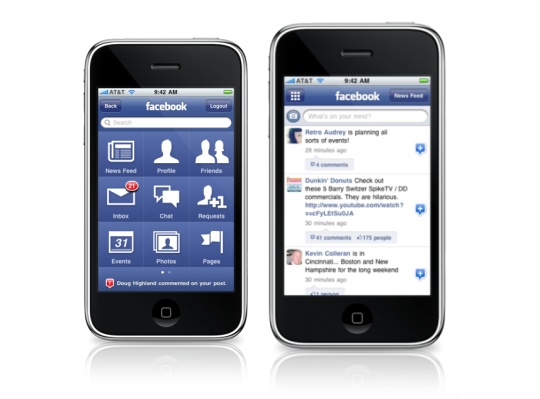 AT&T 9:42 AM
Back facebook Logout
Search
News Feed Profile Friends
21
Inbox Chat Requests
+1
31
Events Photos Pages
Doug Highland commented on your post.
AT&T 9:42 AM
facebook News Feed
What's on your mind?
Retro Audrey is planning all
sorts of events!
29 minutes ago
4 comments
Dunkin' Donuts Check out
these 5 Barry Switzer SpikeTV / DD
commercials. They are hilarious.
http://www.youtube.com/watch?
v=cFyLEtSu0JA
30 minutes ago
41 comments 175 people
Kevin Colleran is in
Cincinnati... Boston and New
Hampshire for the long weekend
30 minutes ago
1 person